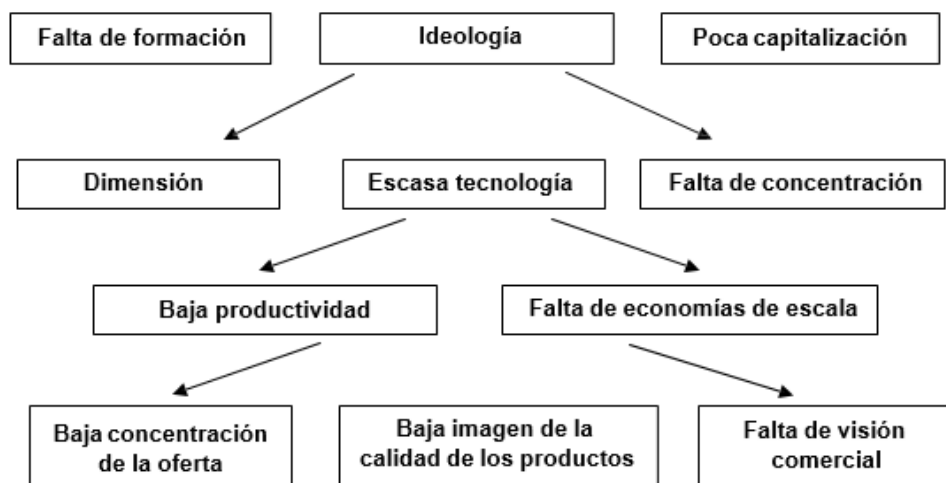 Falta de formación
Ideología
Poca capitalización
Dimensión
Escasa tecnología
Falta de concentración
Baja productividad
Falta de economías de escala
Baja concentración
de la oferta
Baja imagen de la
calidad de los productos
Falta de visión
comercial